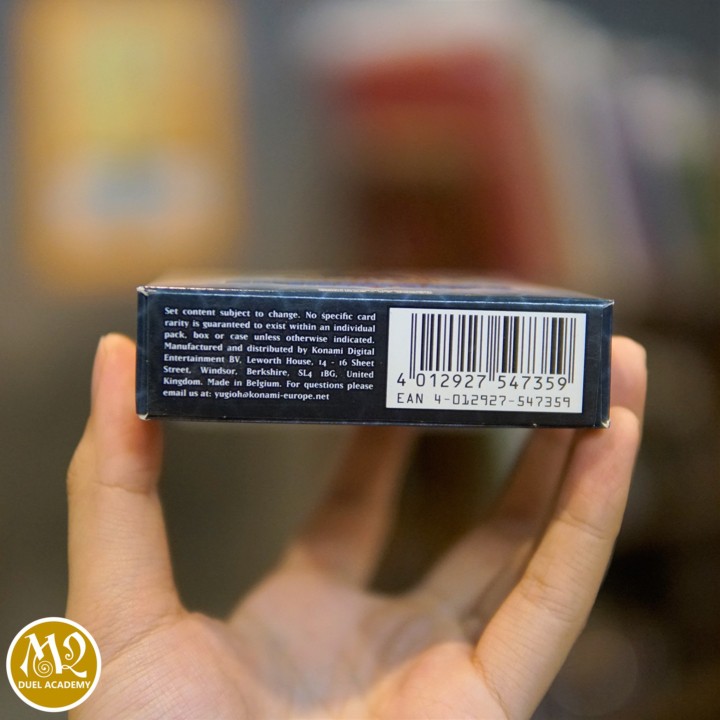 Set content subject to change. No specific card
rarity is guaranteed to exist within an individual
pack, box or case unless otherwise indicated.
Manufactured and distributed by Konami Digital
Entertainment BV, Leworth House, 14 - 16 Sheet
Street, Windsor, Berkshire, SL4 1BG, United
Kingdom. Made in Belgium. For questions please
email us at: yugioh@konami-europe.net
4 012927 547359
EAN 4-012927-547359
M2
DUEL ACADEMY